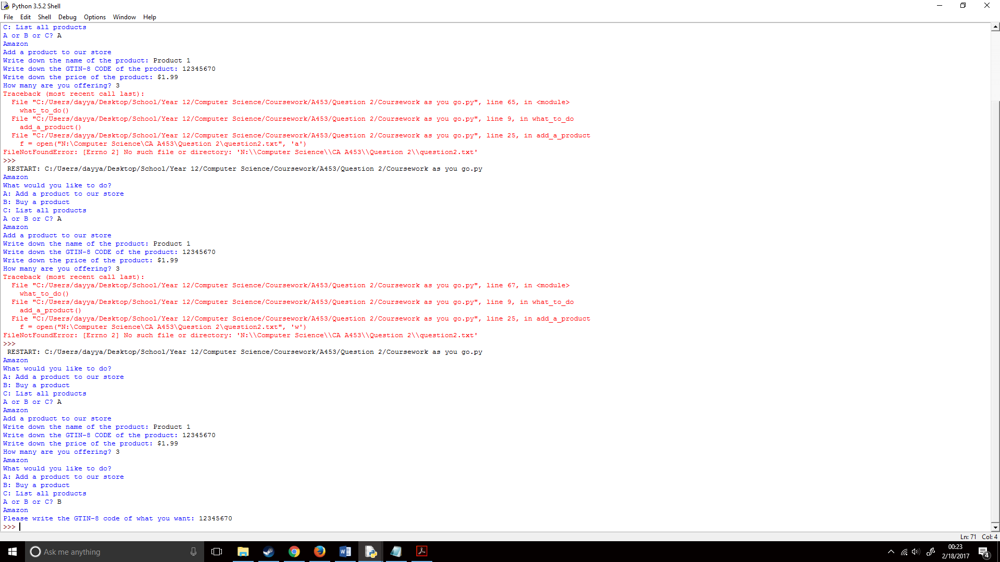 Python 3.5.2 Shell
File Edit Shell Debug Options Window Help
C: List all products
A or B or C? A
Amazon
Add a product to our store
Write down the name of the product: Product 1
Write down the GTIN-8 CODE of the product: 12345670
Write down the price of the product: $1.99
How many are you offering? 3
Traceback (most recent call last):
  File "C:/Users/dayya/Desktop/School/Year 12/Computer Science/Coursework/A453/Question 2/Coursework as you go.py", line 65, in <module>
    what_to_do()
  File "C:/Users/dayya/Desktop/School/Year 12/Computer Science/Coursework/A453/Question 2/Coursework as you go.py", line 9, in what_to_do
    add_a_product()
  File "C:/Users/dayya/Desktop/School/Year 12/Computer Science/Coursework/A453/Question 2/Coursework as you go.py", line 25, in add_a_product
    f = open("N:\Computer Science\CA A453\Question 2\question2.txt", 'a')
FileNotFoundError: [Errno 2] No such file or directory: 'N:\\Computer Science\\CA A453\\Question 2\\question2.txt'
>>>
 RESTART: C:/Users/dayya/Desktop/School/Year 12/Computer Science/Coursework/A453/Question 2/Coursework as you go.py
Amazon
What would you like to do?
A: Add a product to our store
B: Buy a product
C: List all products
A or B or C? A
Amazon
Add a product to our store
Write down the name of the product: Product 1
Write down the GTIN-8 CODE of the product: 12345670
Write down the price of the product: $1.99
How many are you offering? 3
Traceback (most recent call last):
  File "C:/Users/dayya/Desktop/School/Year 12/Computer Science/Coursework/A453/Question 2/Coursework as you go.py", line 67, in <module>
    what_to_do()
  File "C:/Users/dayya/Desktop/School/Year 12/Computer Science/Coursework/A453/Question 2/Coursework as you go.py", line 9, in what_to_do
    add_a_product()
  File "C:/Users/dayya/Desktop/School/Year 12/Computer Science/Coursework/A453/Question 2/Coursework as you go.py", line 25, in add_a_product
    f = open("N:\Computer Science\CA A453\Question 2\question2.txt", 'w')
FileNotFoundError: [Errno 2] No such file or directory: 'N:\\Computer Science\\CA A453\\Question 2\\question2.txt'
>>>
 RESTART: C:/Users/dayya/Desktop/School/Year 12/Computer Science/Coursework/A453/Question 2/Coursework as you go.py
Amazon
What would you like to do?
A: Add a product to our store
B: Buy a product
C: List all products
A or B or C? A
Amazon
Add a product to our store
Write down the name of the product: Product 1
Write down the GTIN-8 CODE of the product: 12345670
Write down the price of the product: $1.99
How many are you offering? 3
Amazon
What would you like to do?
A: Add a product to our store
B: Buy a product
C: List all products
A or B or C? B
Amazon
Please write the GTIN-8 code of what you want: 12345670
>>>
Ln: 71 Col: 4
Ask me anything
00:23
2/18/2017
4